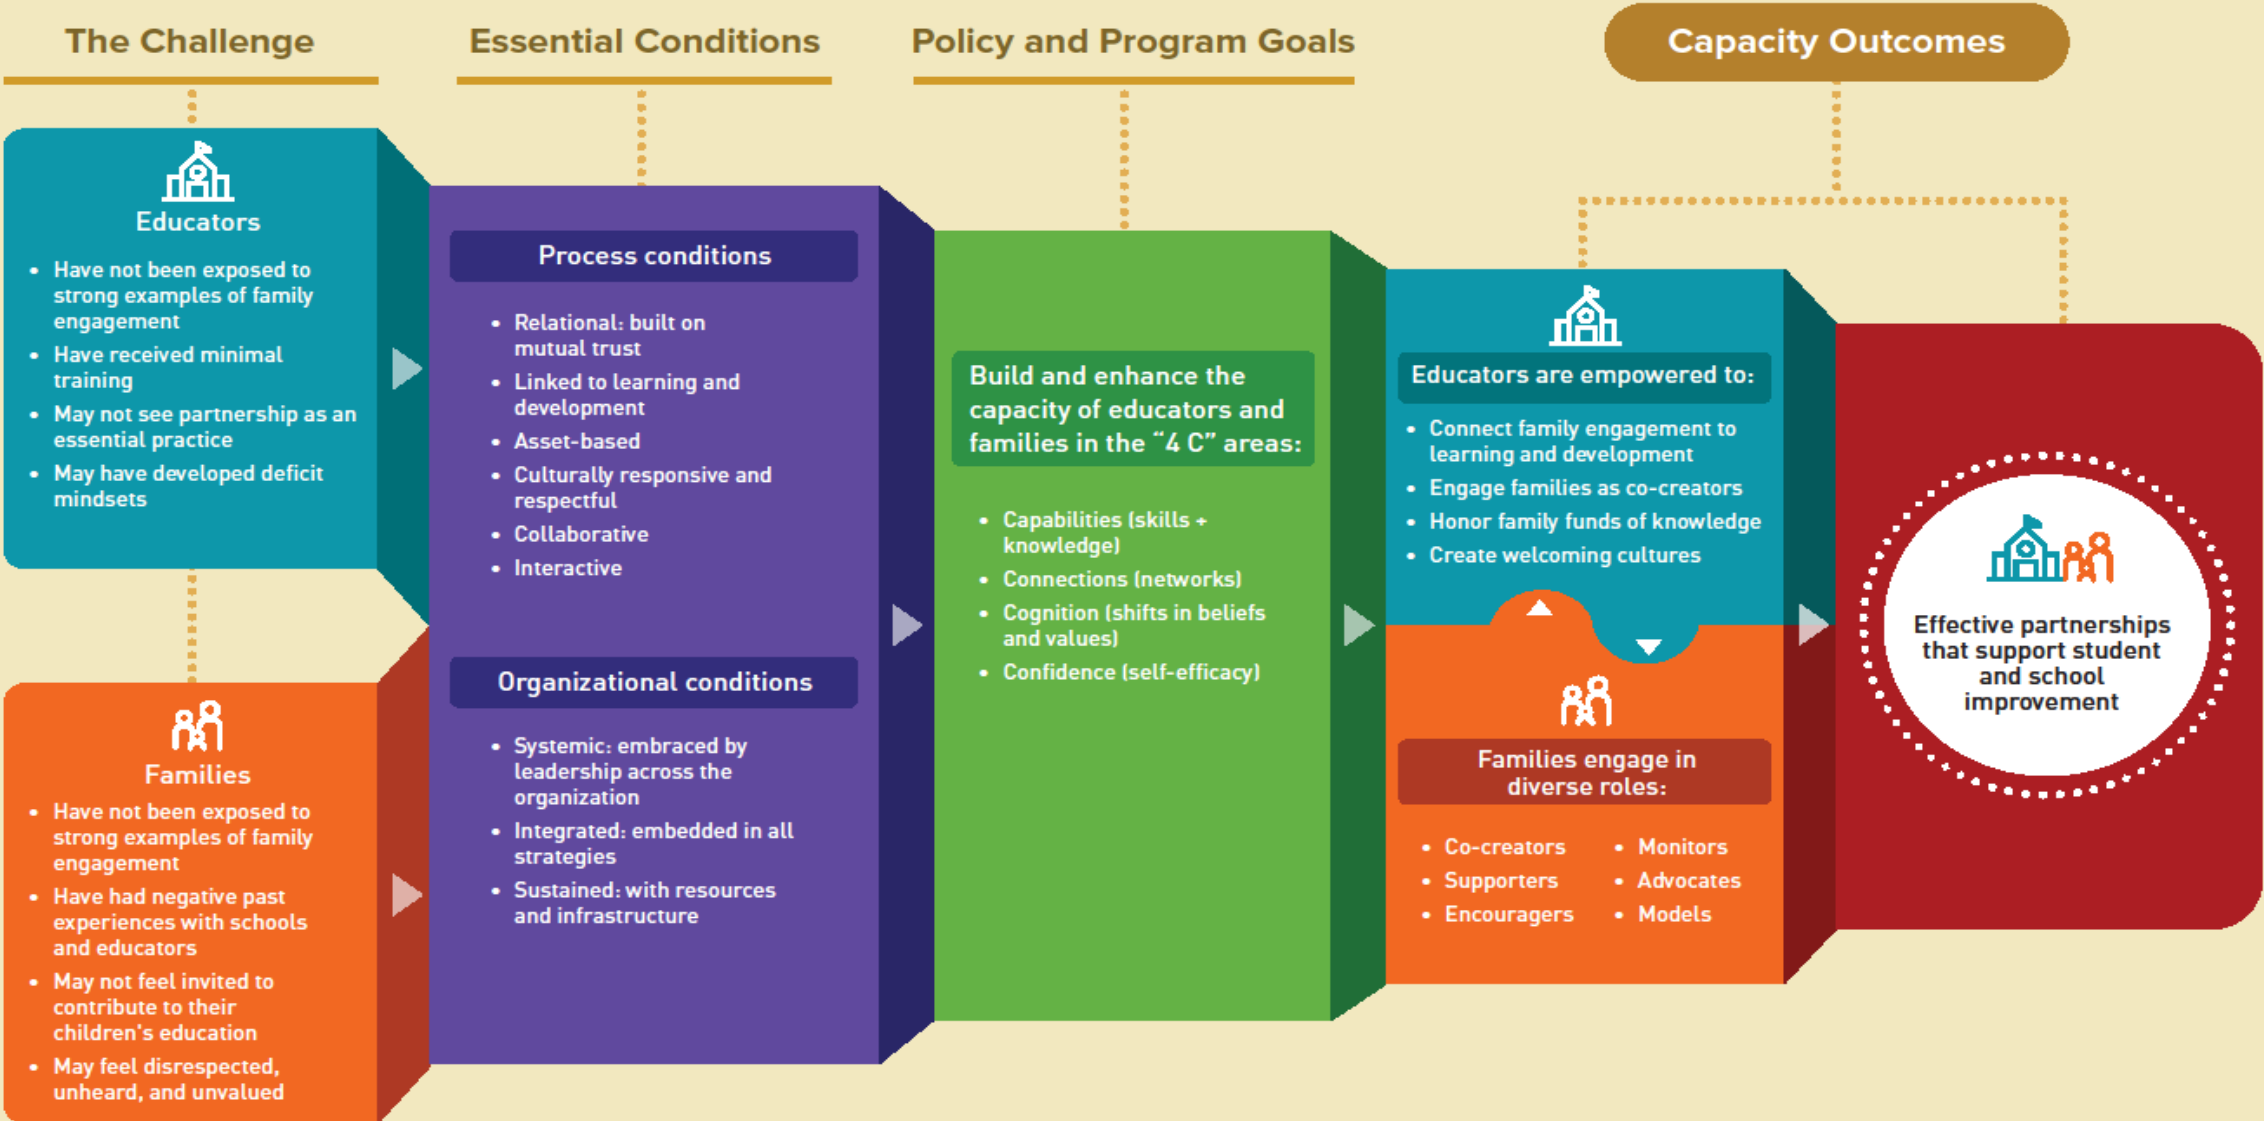 The Challenge
Essential Conditions
Policy and Program Goals
Capacity Outcomes
Educators
• Have not been exposed to
strong examples of family
engagement
• Have received minimal
training
• May not see partnership as an
essential practice
• May have developed deficit
mindsets
Families
• Have not been exposed to
strong examples of family
engagement
• Have had negative past
experiences with schools
and educators
• May not feel invited to
contribute to their
children's education
• May feel disrespected,
unheard, and unvalued
Process conditions
• Relational: built on
mutual trust
• Linked to learning and
development
• Asset-based
• Culturally responsive and
respectful
• Collaborative
• Interactive
Organizational conditions
• Systemic: embraced by
leadership across the
organization
• Integrated: embedded in all
strategies
• Sustained: with resources
and infrastructure
Build and enhance the
capacity of educators and
families in the “4 C” areas:
• Capabilities (skills +
knowledge)
• Connections (networks)
• Cognition (shifts in beliefs
and values)
• Confidence (self-efficacy)
Educators are empowered to:
• Connect family engagement to
learning and development
• Engage families as co-creators
• Honor family funds of knowledge
• Create welcoming cultures
Families engage in
diverse roles:
• Co-creators
• Supporters
• Encouragers
• Monitors
• Advocates
• Models
Effective partnerships
that support student
and school
improvement